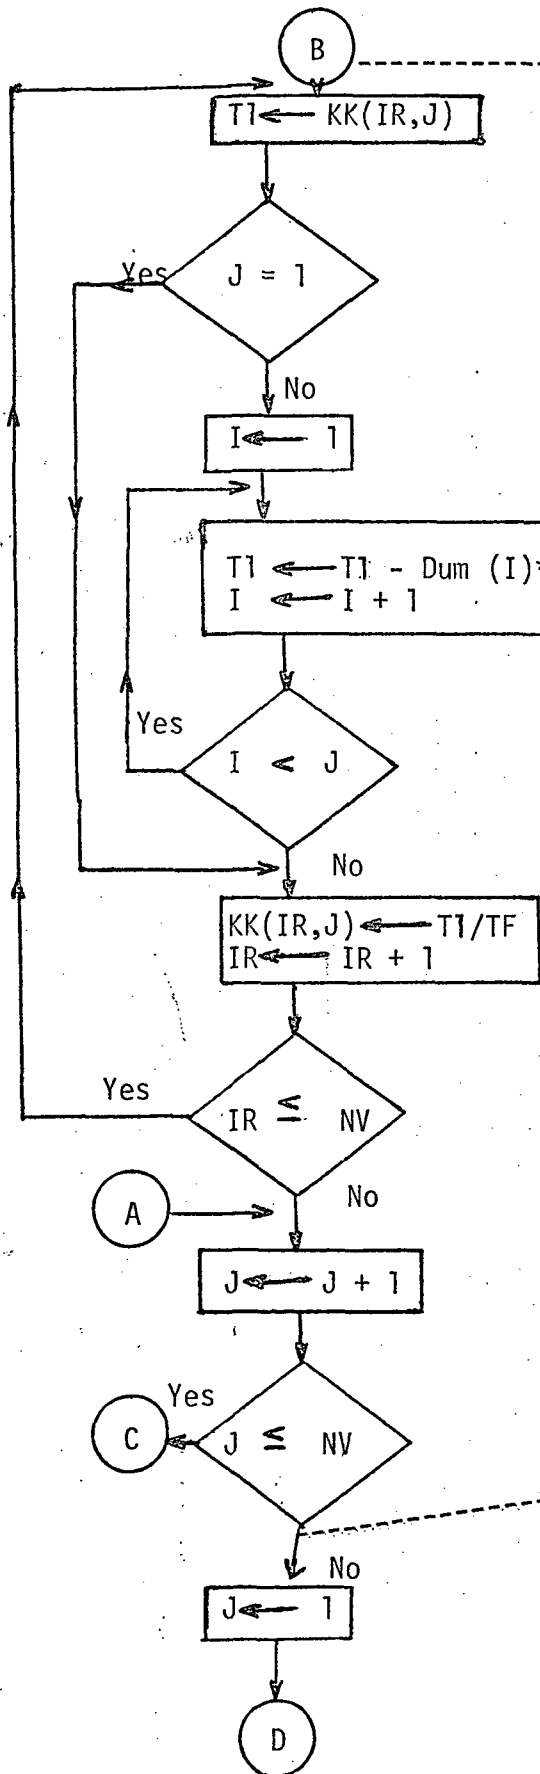 B
T1 ← KK(IR,J)
Yes
J = 1
No
I ← 1
T1 ← T1 - Dum (I)*
I ← I + 1
Yes
I < J
No
KK(IR,J) ← T1/TF
IR ← IR + 1
Yes
IR ≤ NV
No
A
J ← J + 1
Yes
C
J ≤ NV
No
J ← 1
D